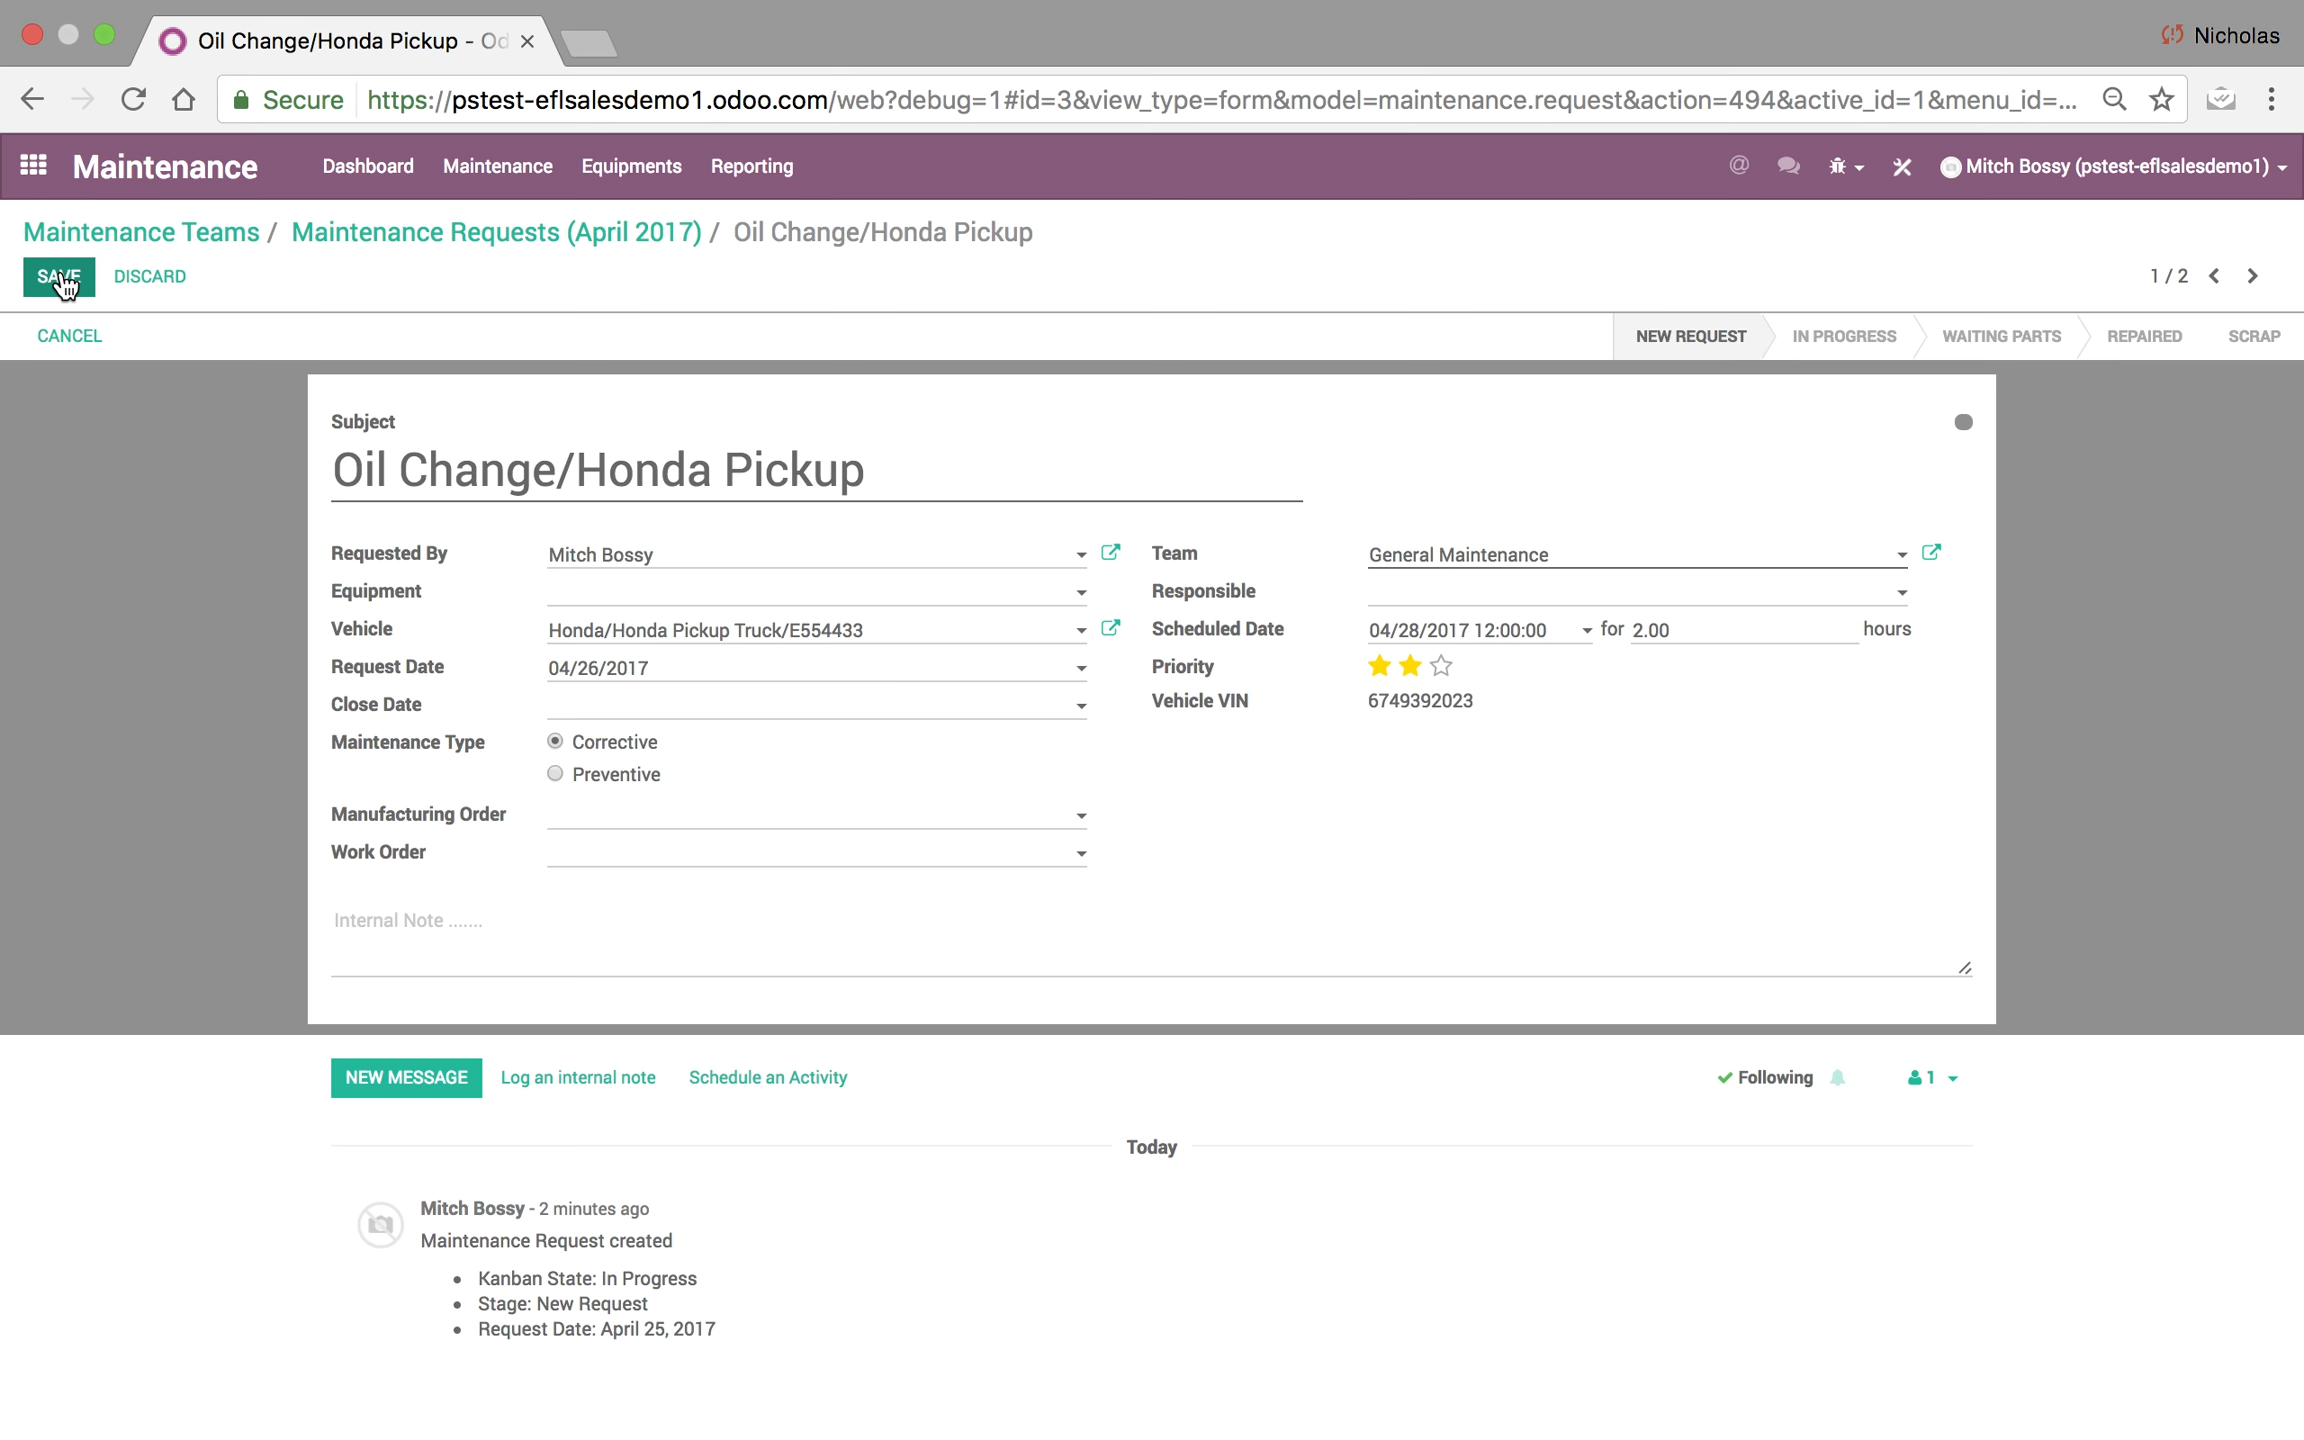 Oil Change/Honda Pickup - Od
Nicholas
Secure https://pstest-eflsalesdemo1.odoo.com/web?debug=1#id=3&view_type=form&model=maintenance.request&action=494&active_id=1&menu_id=...
Maintenance Dashboard Maintenance Equipments Reporting @ Mitch Bossy (pstest-eflsalesdemo1)
Maintenance Teams / Maintenance Requests (April 2017) / Oil Change/Honda Pickup
SAVE DISCARD 1 / 2
CANCEL NEW REQUEST IN PROGRESS WAITING PARTS REPAIRED SCRAP
Subject
Oil Change/Honda Pickup
Requested By Mitch Bossy Team General Maintenance
Equipment Responsible
Vehicle Honda/Honda Pickup Truck/E554433 Scheduled Date 04/28/2017 12:00:00 for 2.00 hours
Request Date 04/26/2017 Priority
Close Date Vehicle VIN 6749392023
Maintenance Type Corrective
Preventive
Manufacturing Order
Work Order
Internal Note .......
NEW MESSAGE Log an internal note Schedule an Activity Following 1
Today
Mitch Bossy - 2 minutes ago
Maintenance Request created
• Kanban State: In Progress
• Stage: New Request
• Request Date: April 25, 2017